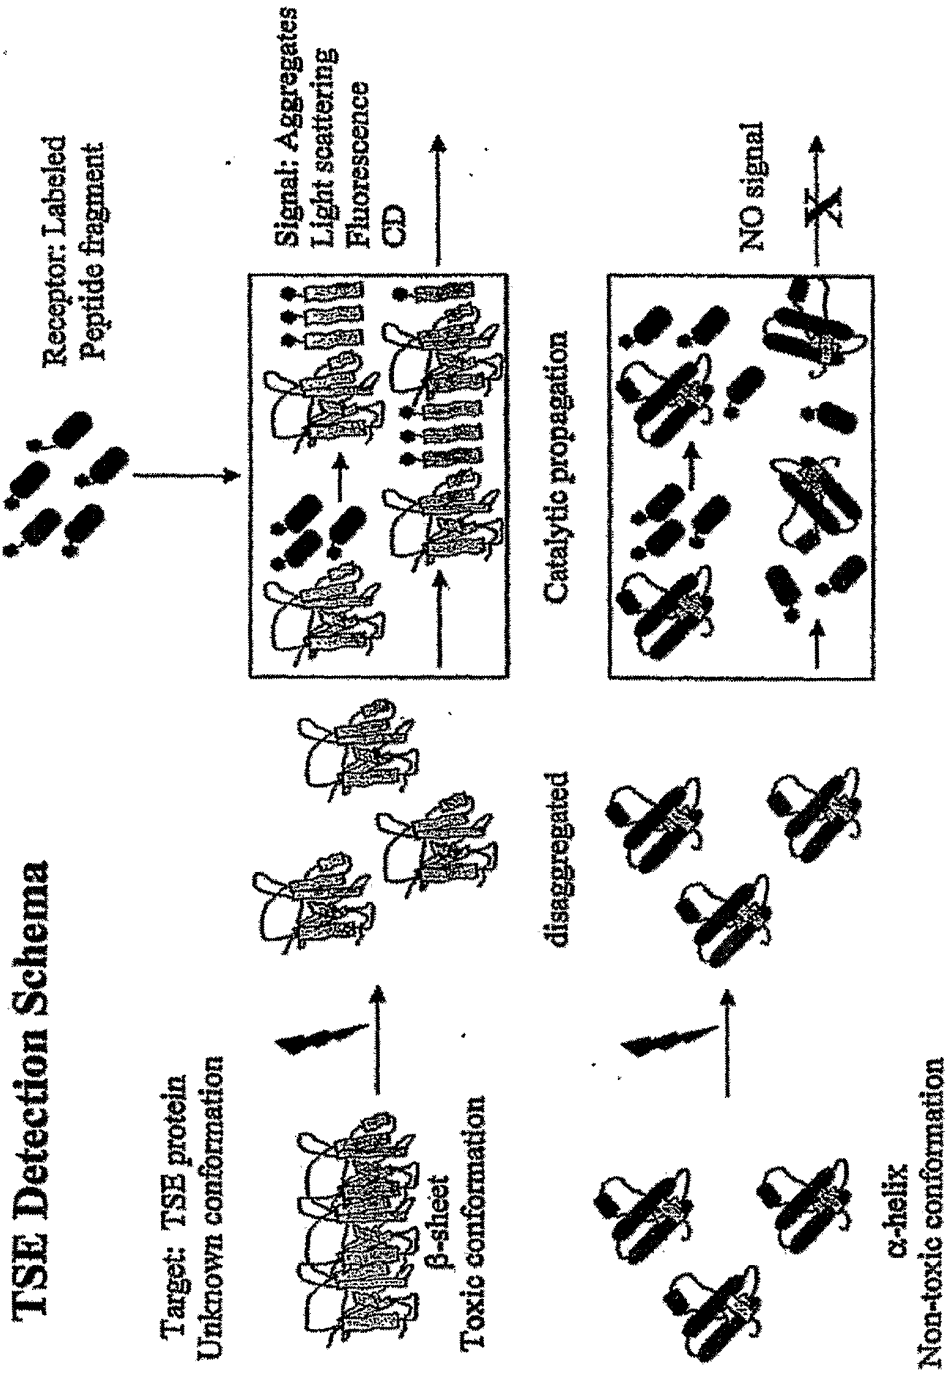 TSE Detection Schema
Receptor: Labeled
Peptide fragment
Target: TSE protein
Unknown conformation
Signal: Aggregates
Light scattering
Fluorescence
CD
β-sheet
Toxic conformation
disaggregated
Catalytic propagation
NO signal
X
α-helix
Non-toxic conformation